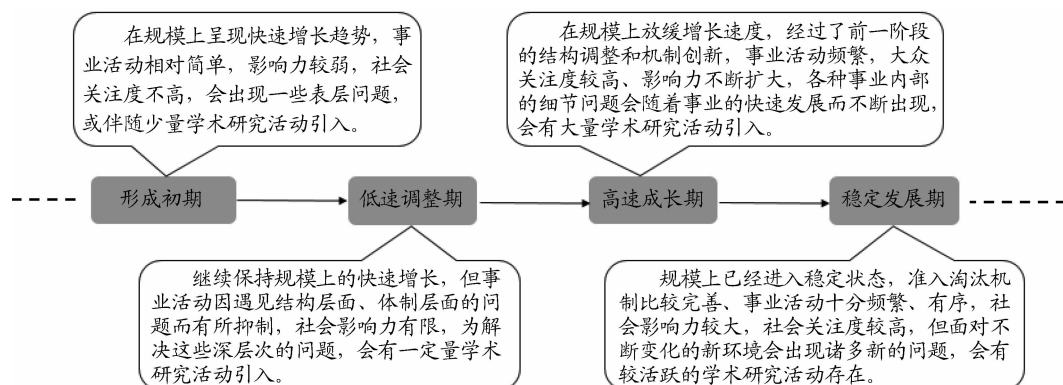 在规模上呈现快速增长趋势，事
业活动相对简单，影响力较弱，社会
关注度不高，会出现一些表层问题，
或伴随少量学术研究活动引入。
在规模上放缓增长速度，经过了前一阶段
的结构调整和机制创新，事业活动频繁，大众
关注度较高、影响力不断扩大，各种事业内部
的细节问题会随着事业的快速发展而不断出现，
会有大量学术研究活动引入。
形成初期
低速调整期
高速成长期
稳定发展期
继续保持规模上的快速增长，但事
业活动因遇见结构层面、体制层面的问
题而有所抑制，社会影响力有限，为解
决这些深层次的问题，会有一定量学术
研究活动引入。
规模上已经进入稳定状态，准入淘汰机
制比较完善、事业活动十分频繁、有序，社
会影响力较大，社会关注度较高，但面对不
断变化的新环境会出现诸多新的问题，会有
较活跃的学术研究活动存在。